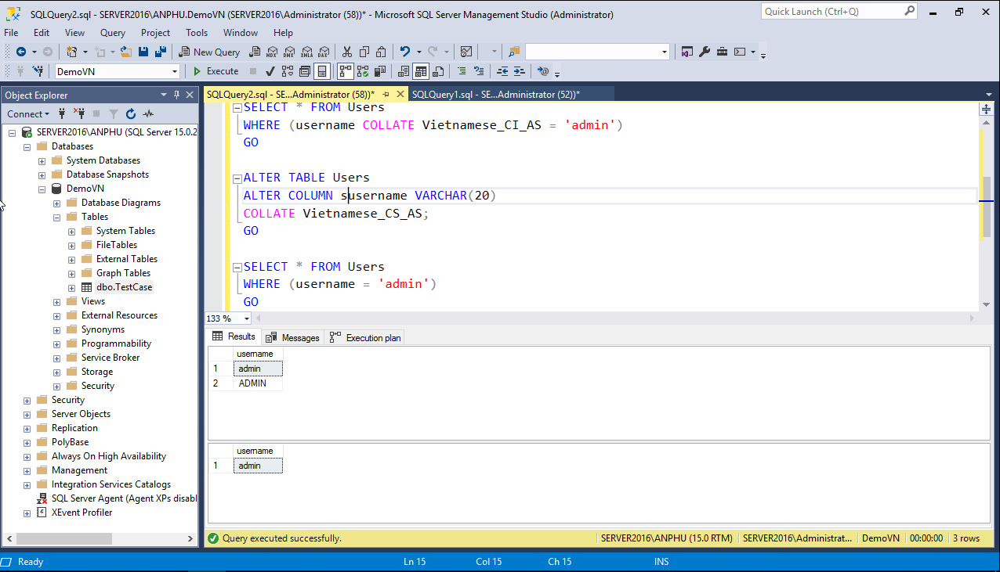 SQLQuery2.sql - SERVER2016\ANPHU.DemoVN (SERVER2016\Administrator (58))* - Microsoft SQL Server Management Studio (Administrator)
Quick Launch (Ctrl+Q)
File Edit View Query Project Tools Window Help
New Query
MDX DMX XMLA DAX
DemoVN
Execute
Object Explorer
SQLQuery2.sql - SE...Administrator (58))*
SQLQuery1.sql - SE...Administrator (52))*
Connect
SERVER2016\ANPHU (SQL Server 15.0.2
Databases
System Databases
Database Snapshots
DemoVN
Database Diagrams
Tables
System Tables
FileTables
External Tables
Graph Tables
dbo.TestCase
Views
External Resources
Synonyms
Programmability
Service Broker
Storage
Security
Security
Server Objects
Replication
PolyBase
Always On High Availability
Management
Integration Services Catalogs
SQL Server Agent (Agent XPs disabl
XEvent Profiler
SELECT * FROM Users
WHERE (username COLLATE Vietnamese_CI_AS = 'admin')
GO
ALTER TABLE Users
ALTER COLUMN susername VARCHAR(20)
COLLATE Vietnamese_CS_AS;
GO
SELECT * FROM Users
WHERE (username = 'admin')
GO
133 %
Results Messages Execution plan
username
1 admin
2 ADMIN
username
1 admin
Query executed successfully.
SERVER2016\ANPHU (15.0 RTM)
SERVER2016\Administrat...
DemoVN
00:00:00
3 rows
Ready
Ln 15
Col 15
Ch 15
INS